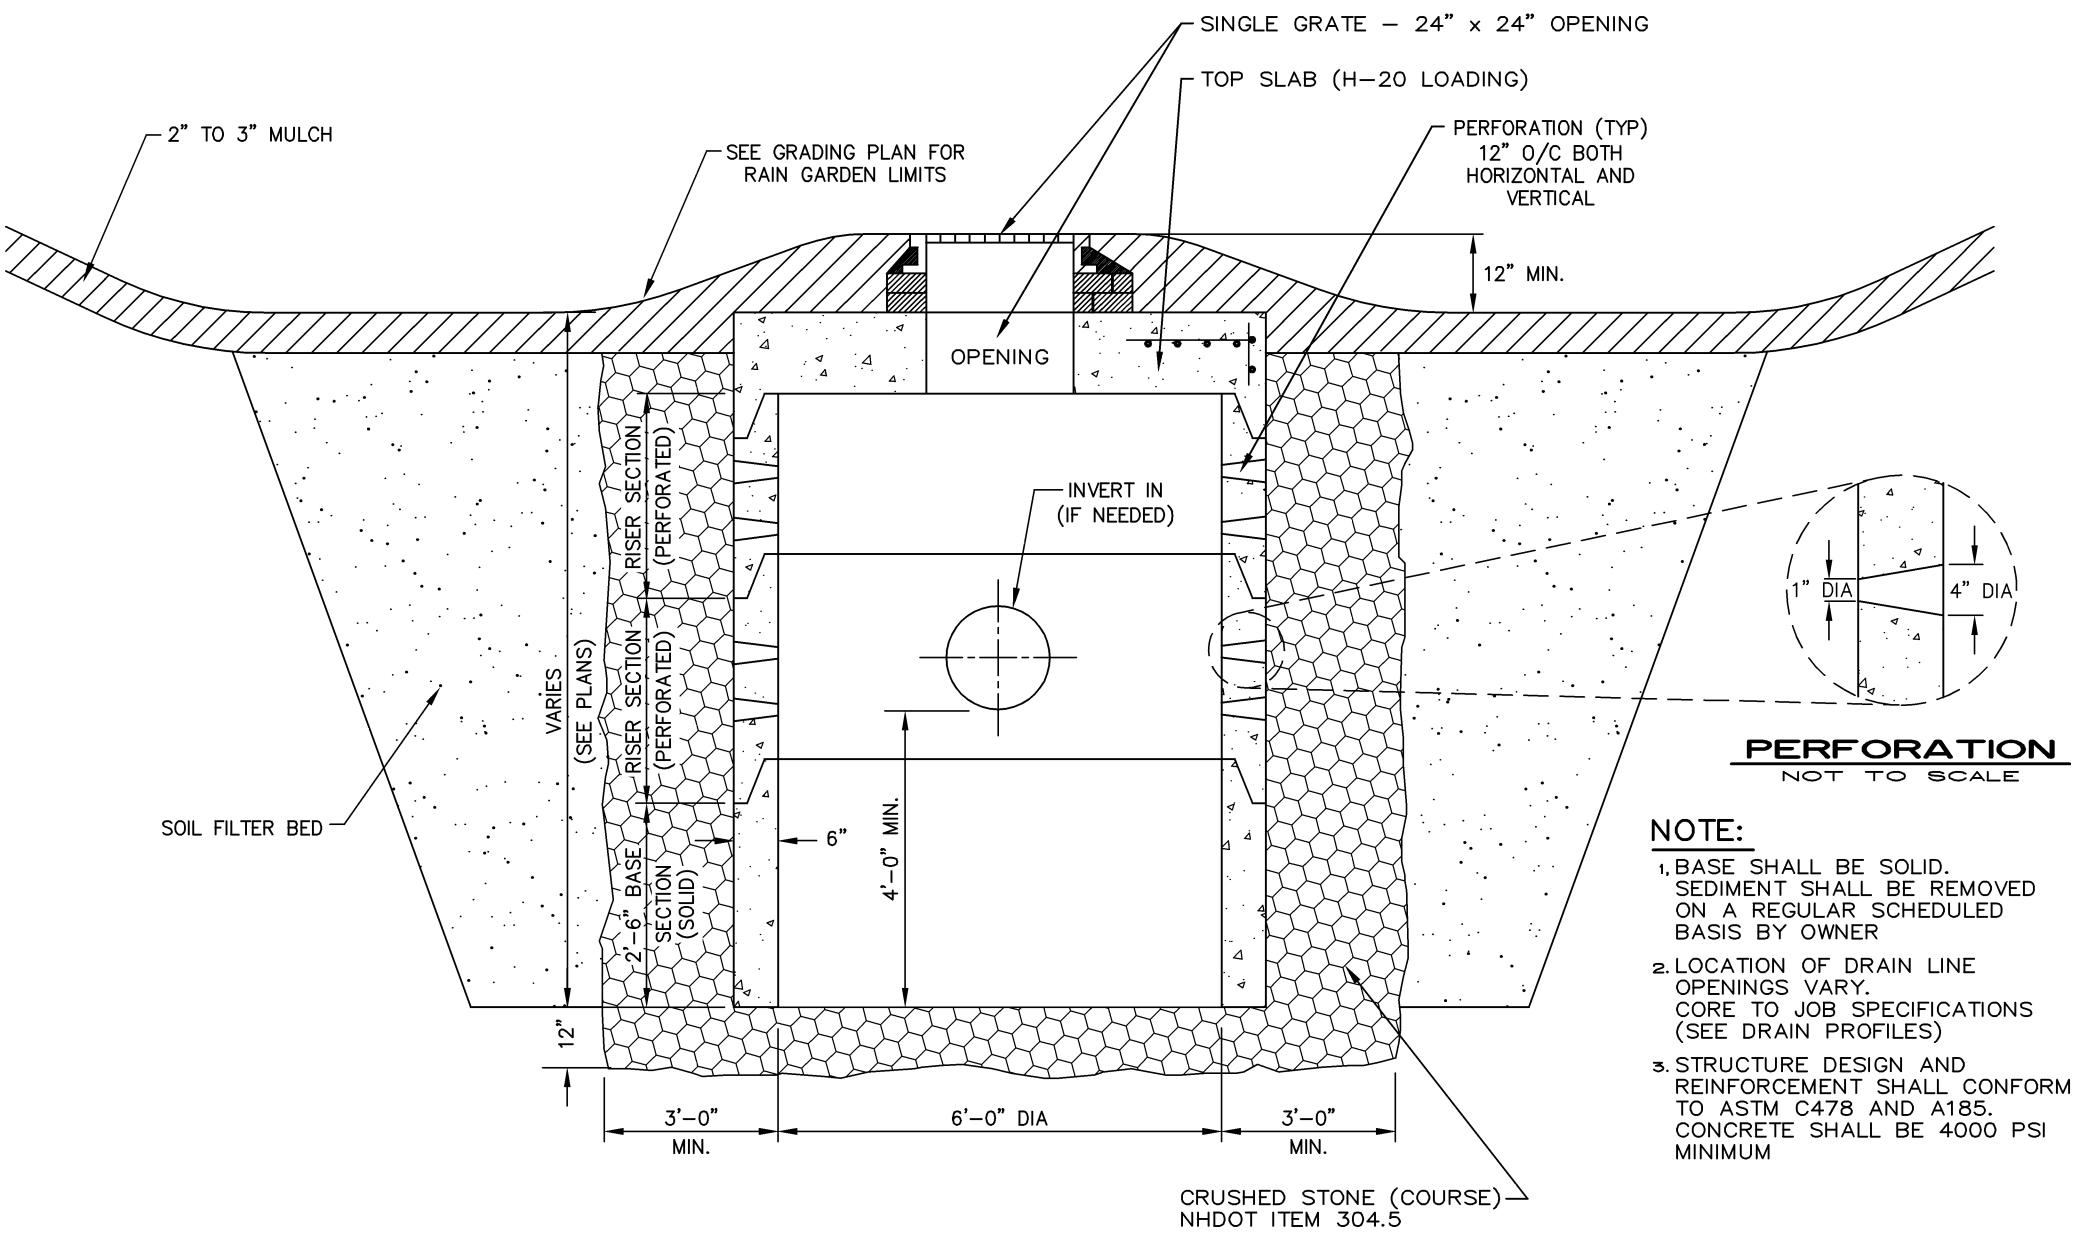 SINGLE GRATE – 24" x 24" OPENING
TOP SLAB (H-20 LOADING)
2" TO 3" MULCH
SEE GRADING PLAN FOR
RAIN GARDEN LIMITS
PERFORATION (TYP)
12" O/C BOTH
HORIZONTAL AND
VERTICAL
12" MIN.
OPENING
RISER SECTION
(PERFORATED)
INVERT IN
(IF NEEDED)
1" DIA
4" DIA
VARIES
(SEE PLANS)
RISER SECTION
(PERFORATED)
PERFORATION
NOT TO SCALE
SOIL FILTER BED
2'-6" BASE
SECTION
(SOLID)
6"
4'-0" MIN.
12"
3'-0"
MIN.
6'-0" DIA
3'-0"
MIN.
CRUSHED STONE (COURSE)
NHDOT ITEM 304.5
NOTE:
1. BASE SHALL BE SOLID.
SEDIMENT SHALL BE REMOVED
ON A REGULAR SCHEDULED
BASIS BY OWNER
2. LOCATION OF DRAIN LINE
OPENINGS VARY.
CORE TO JOB SPECIFICATIONS
(SEE DRAIN PROFILES)
3. STRUCTURE DESIGN AND
REINFORCEMENT SHALL CONFORM
TO ASTM C478 AND A185.
CONCRETE SHALL BE 4000 PSI
MINIMUM